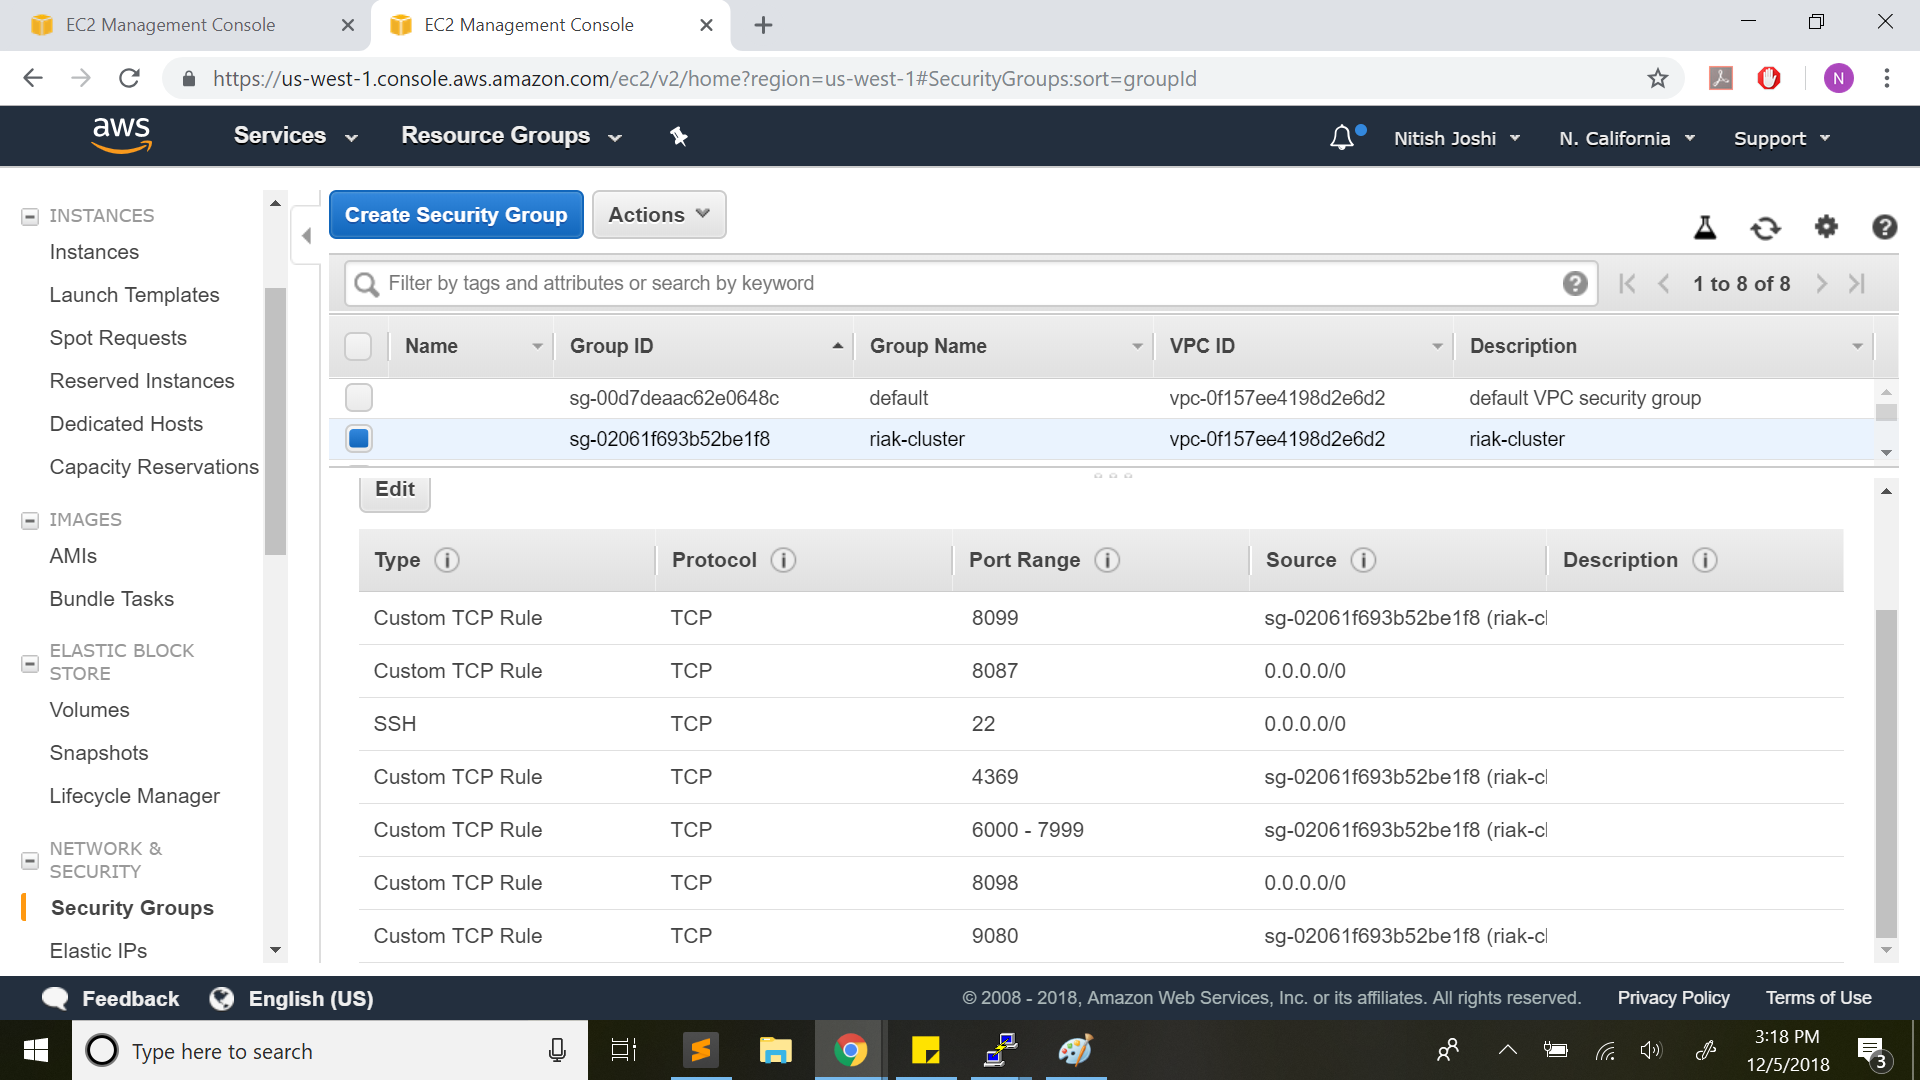 EC2 Management Console
EC2 Management Console
https://us-west-1.console.aws.amazon.com/ec2/v2/home?region=us-west-1#SecurityGroups:sort=groupId
N
aws Services Resource Groups Nitish Joshi N. California Support
INSTANCES
Instances
Launch Templates
Spot Requests
Reserved Instances
Dedicated Hosts
Capacity Reservations
IMAGES
AMIs
Bundle Tasks
ELASTIC BLOCK
STORE
Volumes
Snapshots
Lifecycle Manager
NETWORK &
SECURITY
Security Groups
Elastic IPs
Create Security Group Actions
Filter by tags and attributes or search by keyword 1 to 8 of 8
Name Group ID Group Name VPC ID Description
sg-00d7deaac62e0648c default vpc-0f157ee4198d2e6d2 default VPC security group
sg-02061f693b52be1f8 riak-cluster vpc-0f157ee4198d2e6d2 riak-cluster
Edit
Type Protocol Port Range Source Description
Custom TCP Rule TCP 8099 sg-02061f693b52be1f8 (riak-cl
Custom TCP Rule TCP 8087 0.0.0.0/0
SSH TCP 22 0.0.0.0/0
Custom TCP Rule TCP 4369 sg-02061f693b52be1f8 (riak-cl
Custom TCP Rule TCP 6000 - 7999 sg-02061f693b52be1f8 (riak-cl
Custom TCP Rule TCP 8098 0.0.0.0/0
Custom TCP Rule TCP 9080 sg-02061f693b52be1f8 (riak-cl
Feedback English (US) © 2008 - 2018, Amazon Web Services, Inc. or its affiliates. All rights reserved. Privacy Policy Terms of Use
Type here to search
3:18 PM
12/5/2018
3